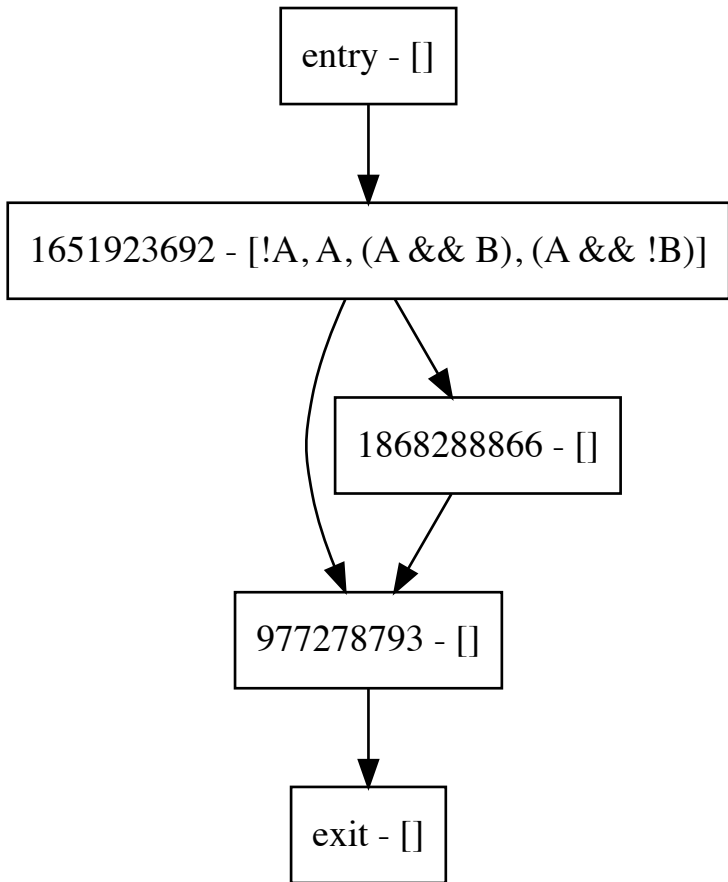 entry - []
1651923692 - [!A, A, (A && B), (A && !B)]
1868288866 - []
977278793 - []
exit - []